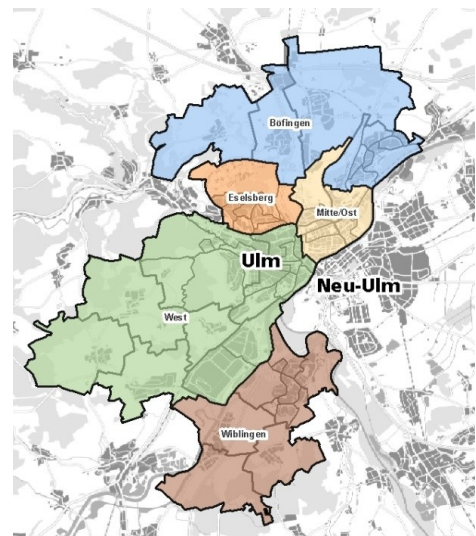 Böfingen
Eselsberg
Mitte/Ost
Ulm
Neu-Ulm
West
Wiblingen